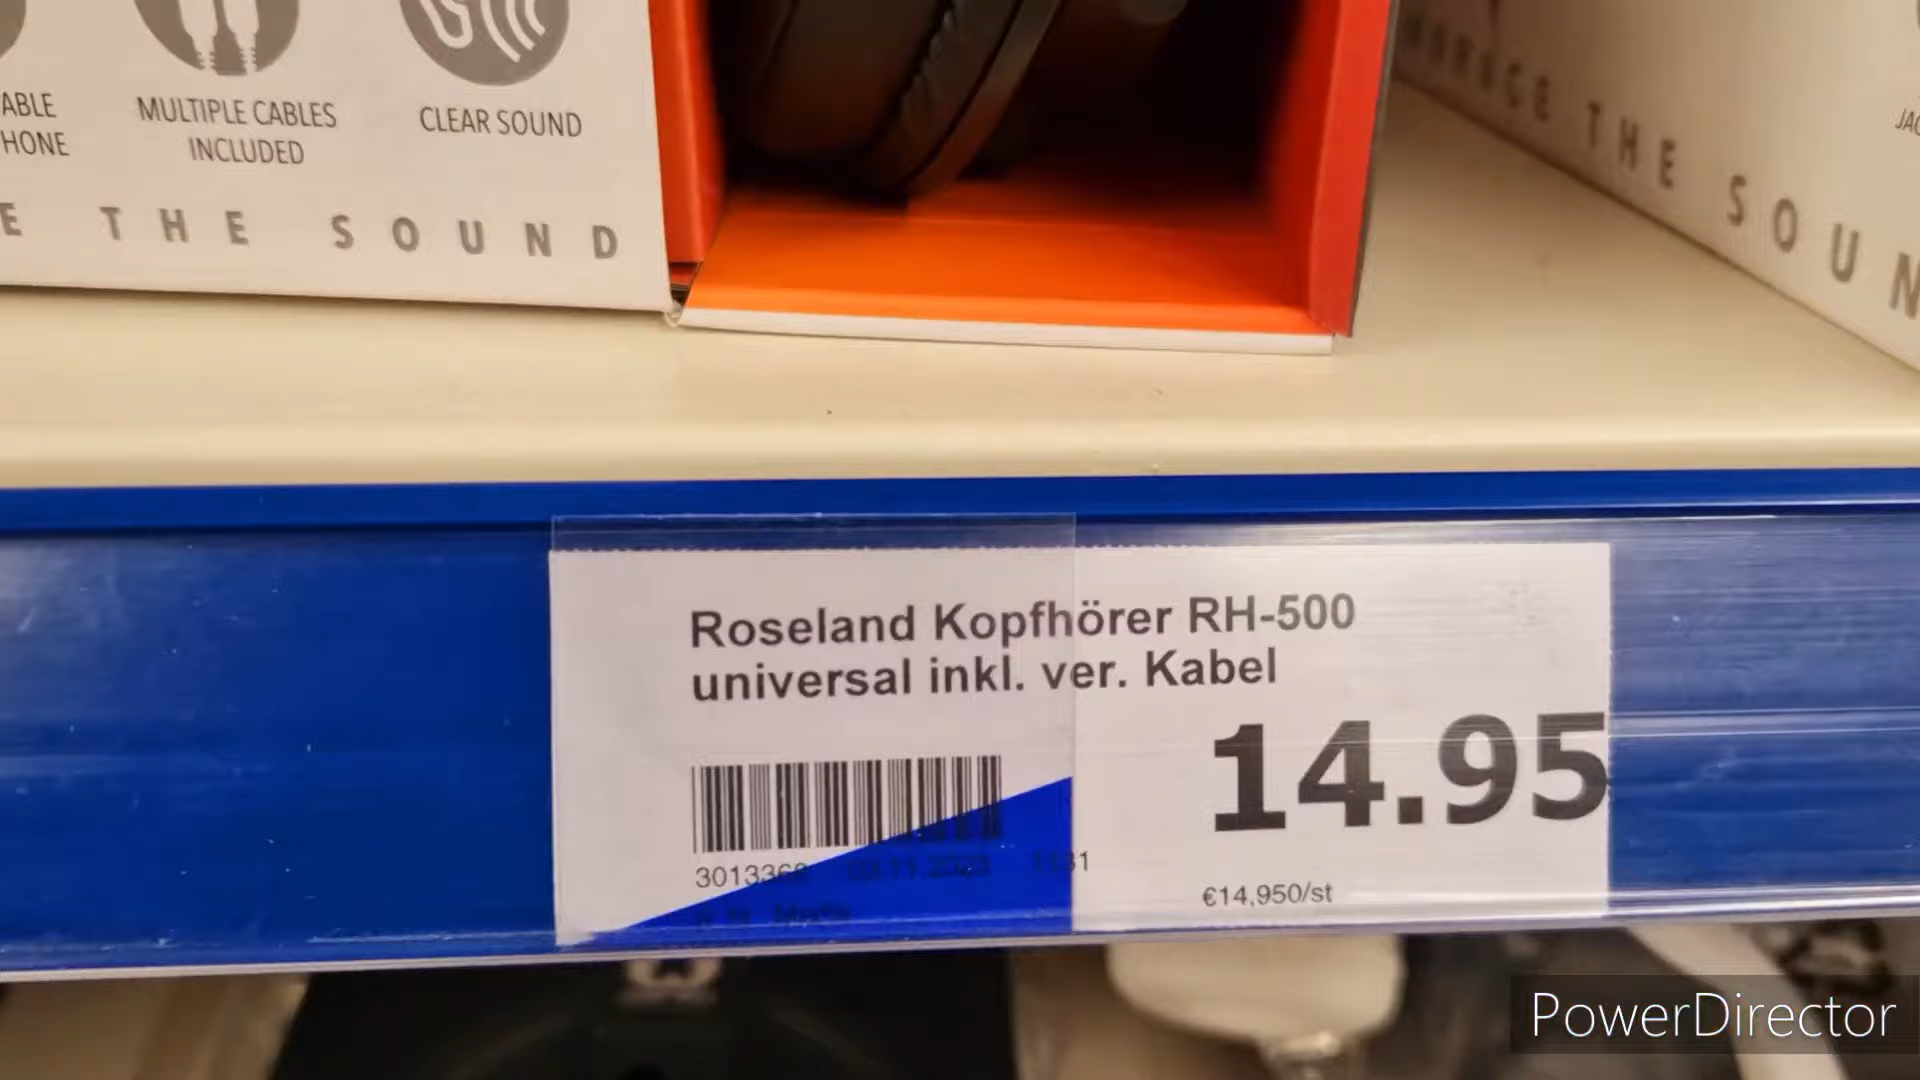 ABLE
HONE
MULTIPLE CABLES
INCLUDED
CLEAR SOUND
E THE SOUND
THE SOUN
JAC
Roseland Kopfhörer RH-500
universal inkl. ver. Kabel
14.95
€14,950/st
PowerDirector